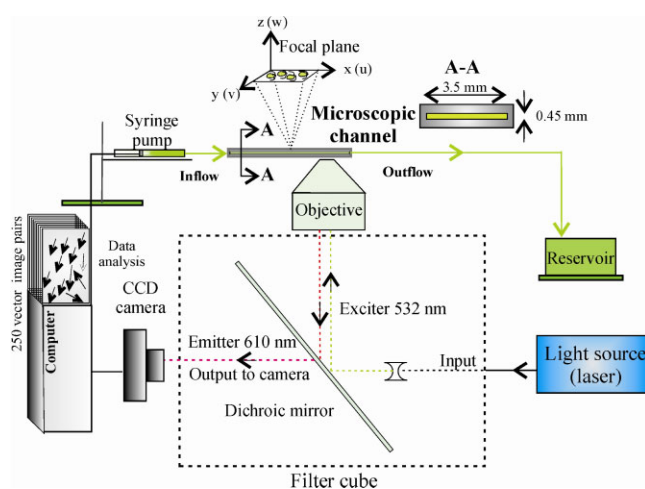 z (w)
Focal plane
x (u)
y (v)
A-A
3.5 mm
0.45 mm
Syringe
pump
Microscopic
channel
A
A
Inflow
Outflow
Objective
Reservoir
250 vector image pairs
Data
analysis
CCD
camera
Computer
Exciter 532 nm
Emitter 610 nm
Output to camera
Input
Light source
(laser)
Dichroic mirror
Filter cube